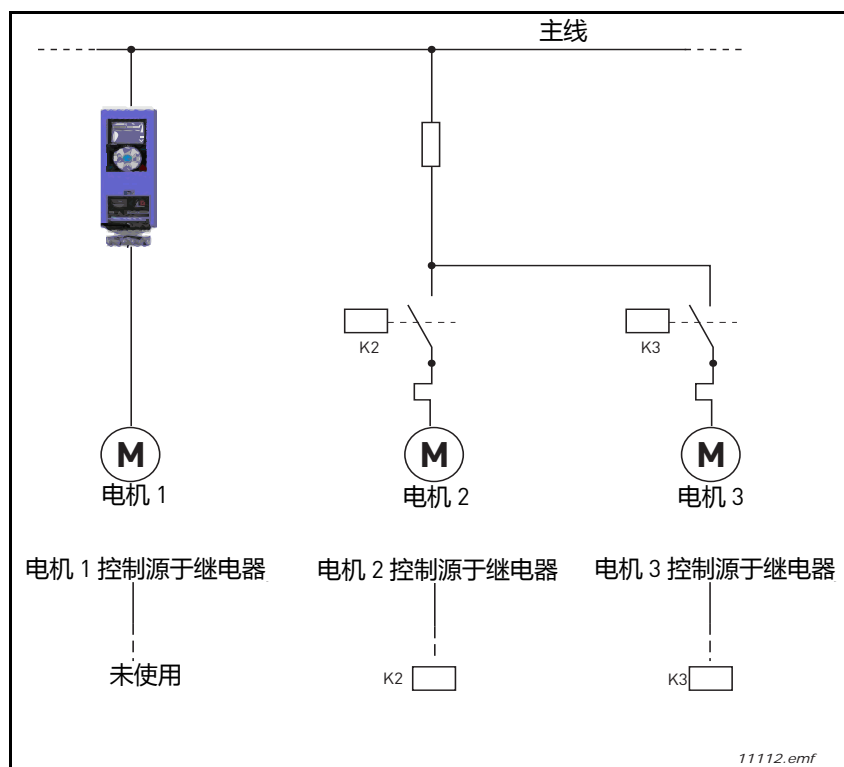 主线
K2
K3
M
M
M
电机 1
电机 2
电机 3
电机 1 控制源于继电器
电机 2 控制源于继电器
电机 3 控制源于继电器
未使用
K2
K3
11112.emf